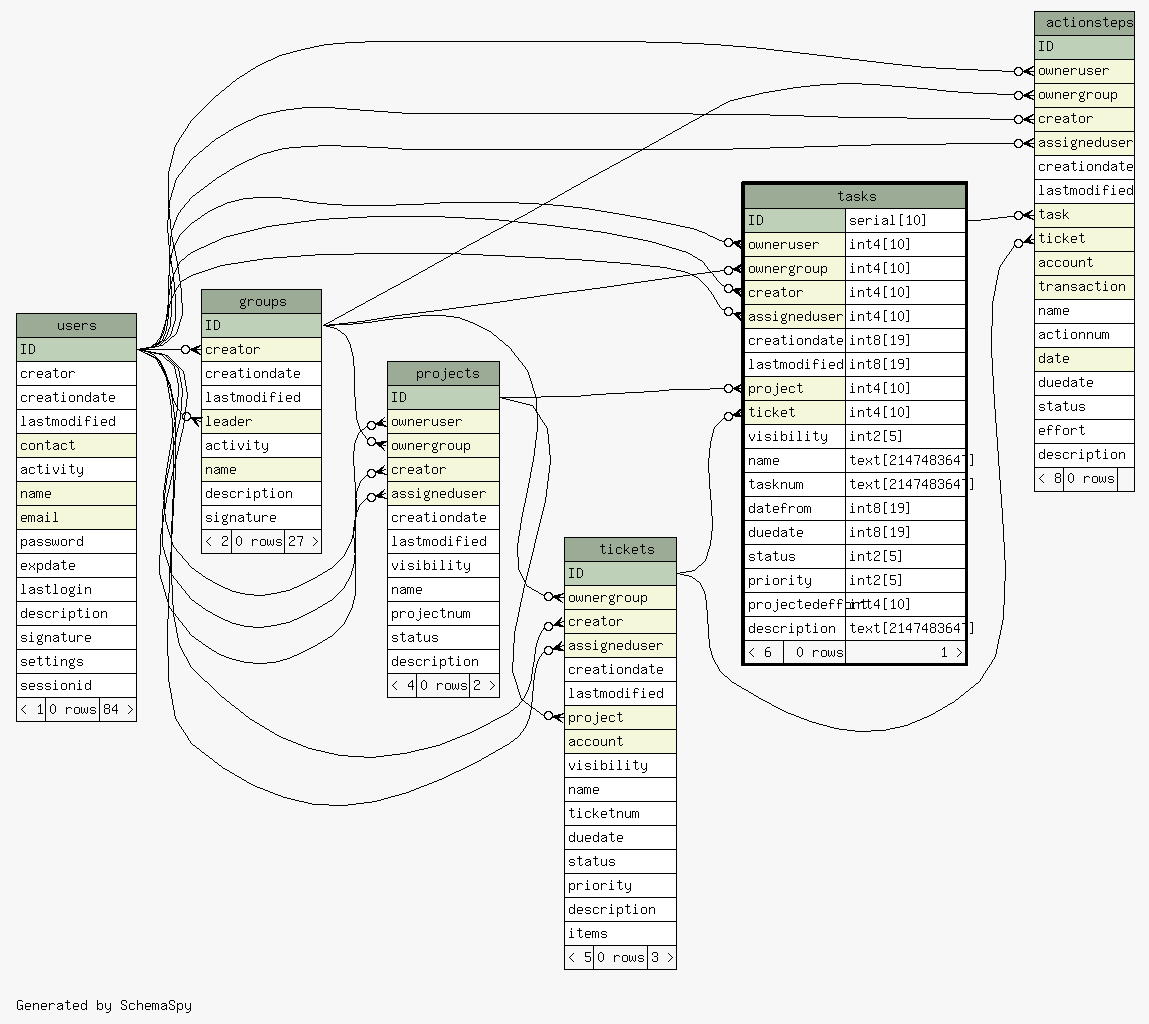 actionsteps
ID
owneruser
ownergroup
creator
assigneduser
creationdate
lastmodified
task
ticket
account
transaction
name
actionnum
date
duedate
status
effort
description
< 8 0 rows
tasks
ID serial[10]
owneruser int4[10]
ownergroup int4[10]
creator int4[10]
assigneduser int4[10]
creationdate int8[19]
lastmodified int8[19]
project int4[10]
ticket int4[10]
visibility int2[5]
name text[2147483647]
tasknum text[2147483647]
datefrom int8[19]
duedate int8[19]
status int2[5]
priority int2[5]
projectedeffort int4[10]
description text[2147483647]
< 6 0 rows 1 >
groups
ID
creator
creationdate
lastmodified
leader
activity
name
description
signature
< 2 0 rows 27 >
users
ID
creator
creationdate
lastmodified
contact
activity
name
email
password
expdate
lastlogin
description
signature
settings
sessionid
< 1 0 rows 84 >
projects
ID
owneruser
ownergroup
creator
assigneduser
creationdate
lastmodified
visibility
name
projectnum
status
description
< 4 0 rows 2 >
tickets
ID
ownergroup
creator
assigneduser
creationdate
lastmodified
project
account
visibility
name
ticketnum
duedate
status
priority
description
items
< 5 0 rows 3 >
Generated by SchemaSpy